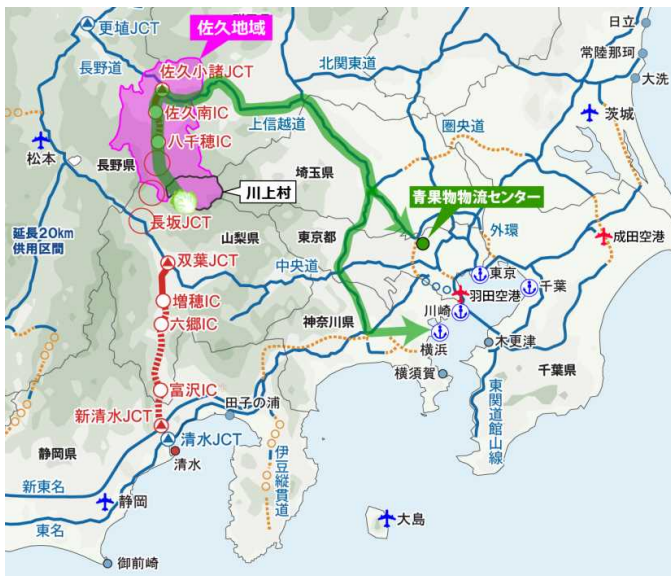 更埴JCT
佐久地域
日立
長野道
北関東道
常陸那珂
佐久小諸JCT
大洗
佐久南IC
上信越道
茨城
八千穂IC
圏央道
松本
長野県
埼玉県
川上村
青果物物流センター
長坂JCT
山梨県
東京都
外環
成田空港
延長20km
供用区間
双葉JCT
中央道
東京
千葉
羽田空港
増穂IC
川崎
六郷IC
神奈川県
横浜
木更津
横須賀
千葉県
富沢IC
田子の浦
新清水JCT
東関道館山線
清水JCT
静岡県
清水
伊豆縦貫道
新東名
静岡
大島
東名
御前崎